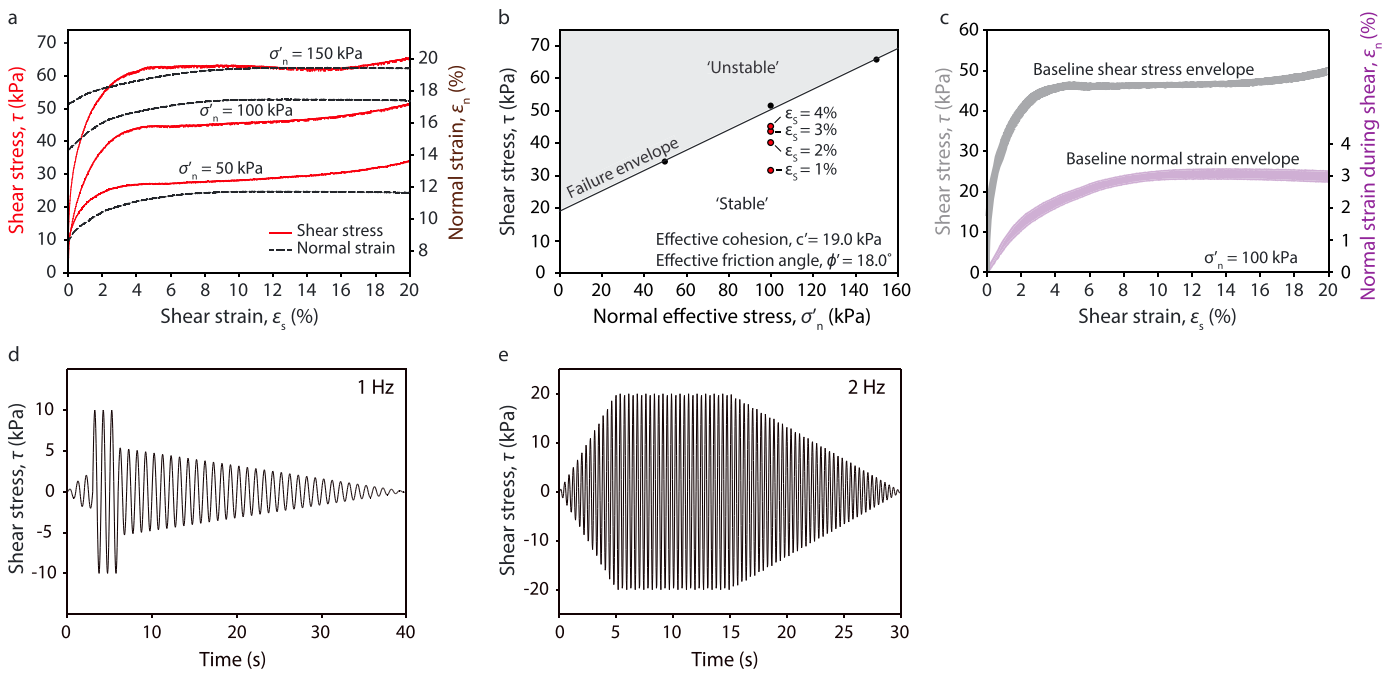 a
Shear stress, τ (kPa)
70
60
50
40
30
20
10
0
σ′n = 150 kPa
σ′n = 100 kPa
σ′n = 50 kPa
Shear stress
Normal strain
20
18
16
14
12
10
8
Normal strain, εn (%)
0 2 4 6 8 10 12 14 16 18 20
Shear strain, εs (%)
b
Shear stress, τ (kPa)
70
60
50
40
30
20
10
0
'Unstable'
Failure envelope
εs = 4%
εs = 3%
εs = 2%
εs = 1%
'Stable'
Effective cohesion, c′= 19.0 kPa
Effective friction angle, ϕ′ = 18.0°
0 20 40 60 80 100 120 140 160
Normal effective stress, σ′n (kPa)
c
Shear stress, τ (kPa)
60
50
40
30
20
10
0
Baseline shear stress envelope
Baseline normal strain envelope
σ′n = 100 kPa
4
3
2
1
0
Normal strain during shear, εn (%)
0 2 4 6 8 10 12 14 16 18 20
Shear strain, εs (%)
d
Shear stress, τ (kPa)
10
5
0
-5
-10
1 Hz
0 10 20 30 40
Time (s)
e
Shear stress, τ (kPa)
20
10
0
-10
-20
2 Hz
0 5 10 15 20 25 30
Time (s)